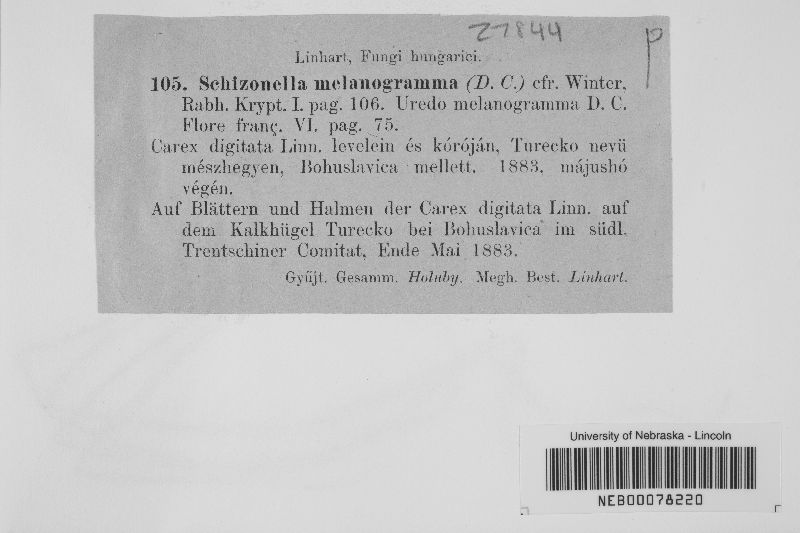 27844
p
Linhart, Fungi hungarici.
105. Schizonella melanogramma (D. C.) cfr. Winter,
Rabh. Krypt. I. pag. 106. Uredo melanogramma D. C.
Flore franç. VI. pag. 75.
Carex digitata Linn. levelein és kóróján, Turecko nevü
mészhegyen, Bohuslavica mellett. 1883. májushó
végén.
Auf Blättern und Halmen der Carex digitata Linn. auf
dem Kalkhügel Turecko bei Bohuslavica im südl.
Trentschiner Comitat, Ende Mai 1883.
Gyüjt. Gesamm. Holuby. Megh. Best. Linhart.
University of Nebraska - Lincoln
NEB00078220